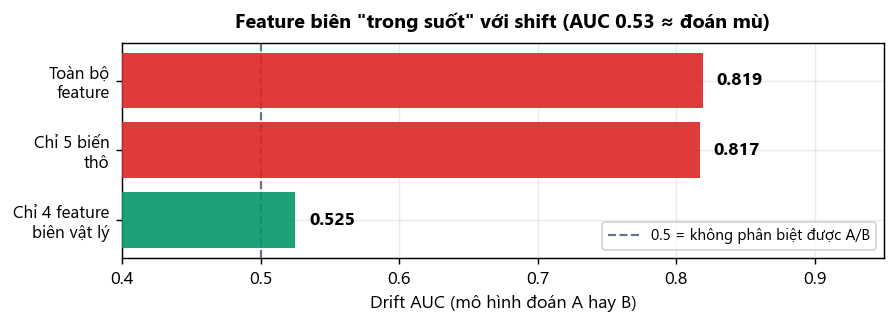 Feature biên "trong suốt" với shift (AUC 0.53 ≈ đoán mù)
Toàn bộ
feature
0.819
Chỉ 5 biến
thô
0.817
Chỉ 4 feature
biên vật lý
0.525
0.5 = không phân biệt được A/B
0.4 0.5 0.6 0.7 0.8 0.9
Drift AUC (mô hình đoán A hay B)